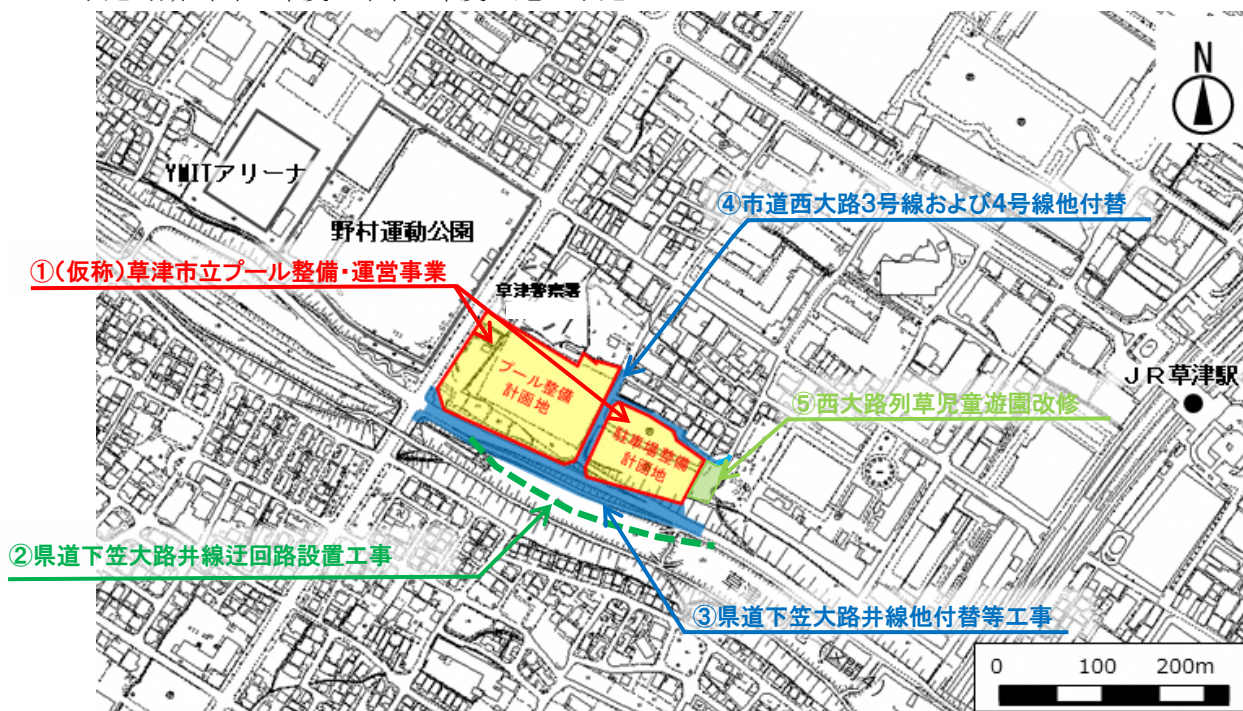 N
YMITアリーナ
④市道西大路3号線および4号線他付替
野村運動公園
①(仮称)草津市立プール整備・運営事業
草津警察署
JR草津駅
プール整備
計画地
⑤西大路列草児童遊園改修
駐車場整備
計画地
②県道下笠大路井線迂回路設置工事
③県道下笠大路井線他付替等工事
0 100 200m